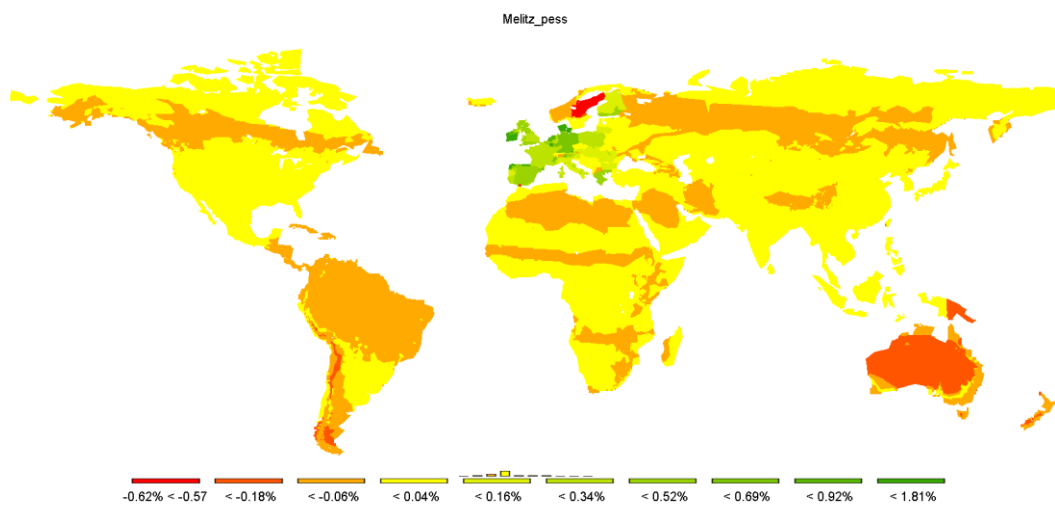 Melitz_pess
-0.62% < -0.57 < -0.18% < -0.06% < 0.04% < 0.16% < 0.34% < 0.52% < 0.69% < 0.92% < 1.81%